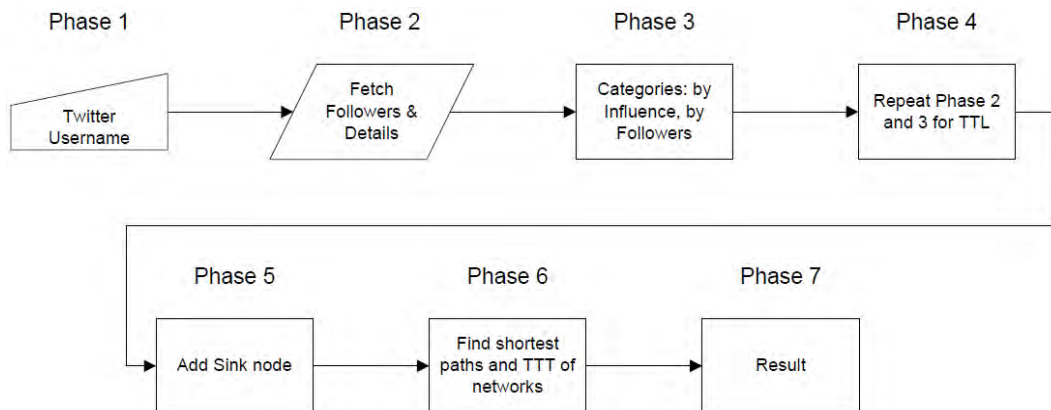 Phase 1
Phase 2
Phase 3
Phase 4
Twitter
Username
Fetch
Followers &
Details
Categories: by
Influence, by
Followers
Repeat Phase 2
and 3 for TTL
Phase 5
Phase 6
Phase 7
Add Sink node
Find shortest
paths and TTT of
networks
Result